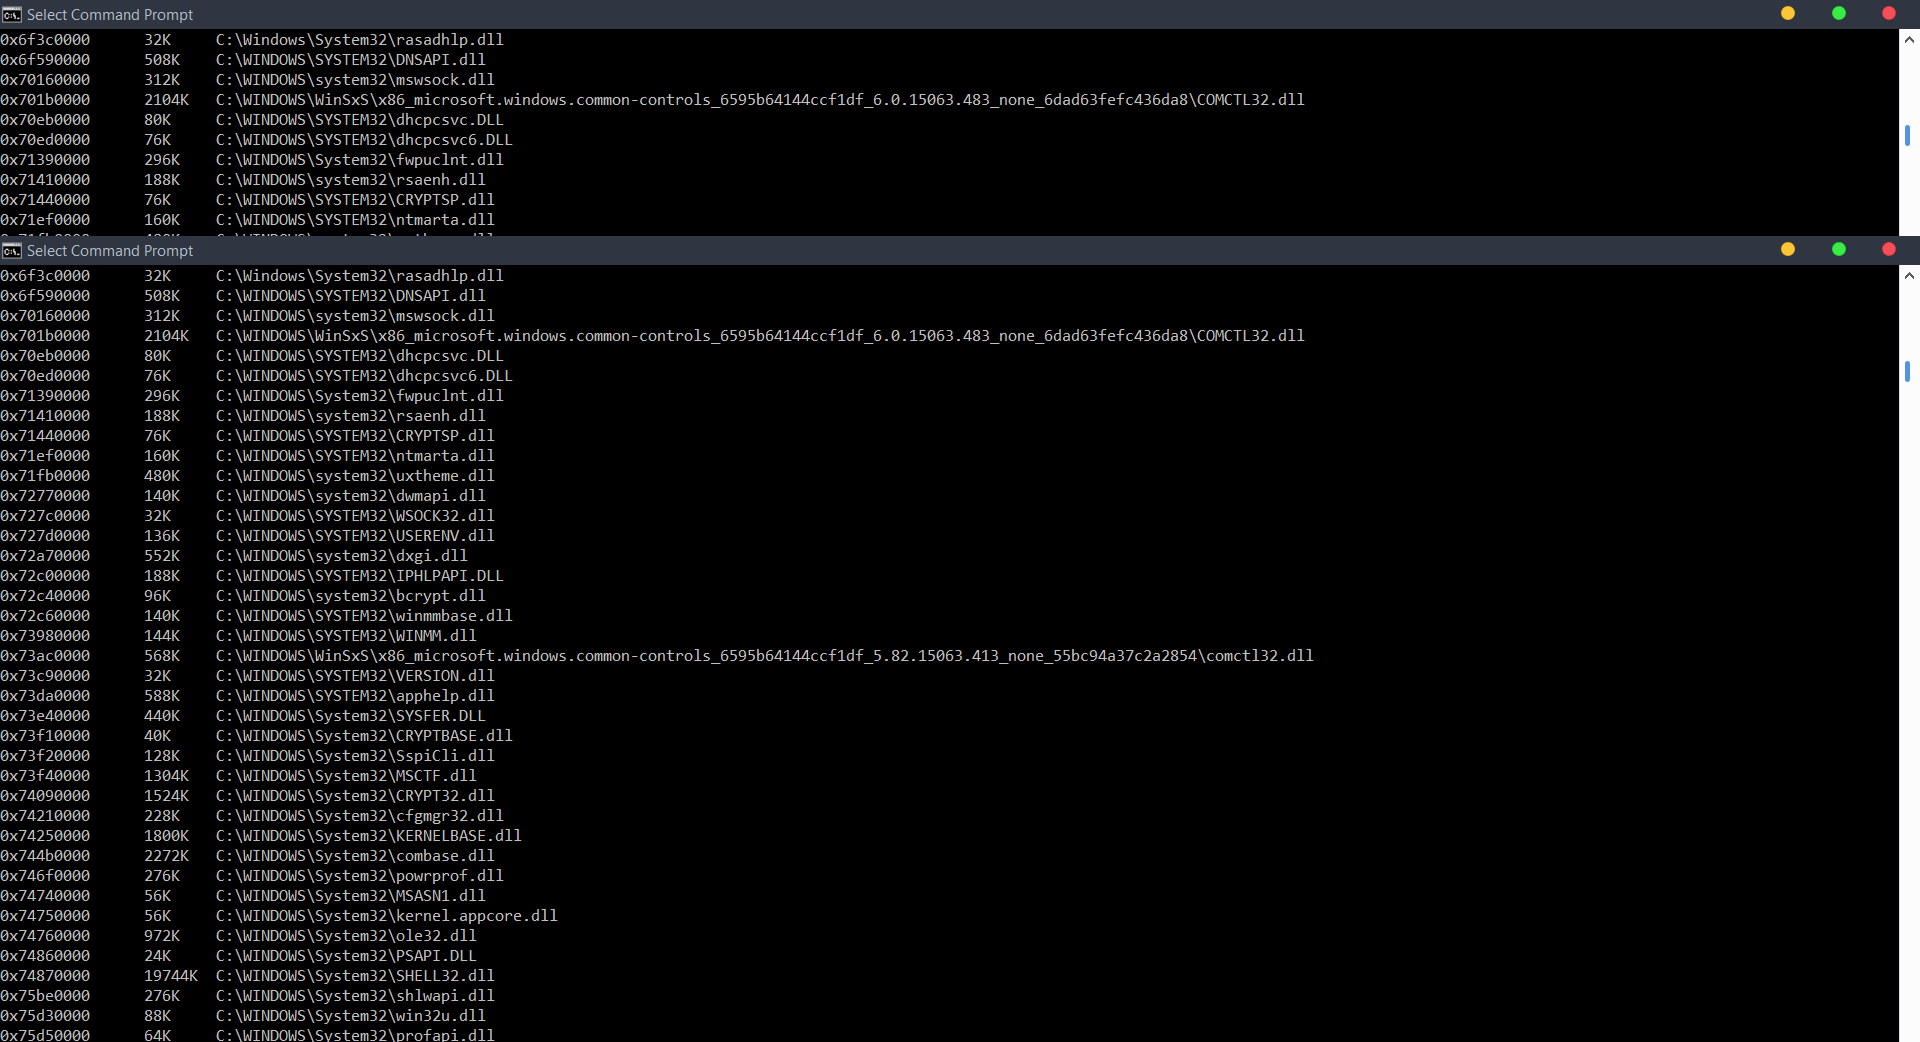 Select Command Prompt
0x6f3c0000      32K     C:\Windows\System32\rasadhlp.dll
0x6f590000      508K    C:\WINDOWS\SYSTEM32\DNSAPI.dll
0x70160000      312K    C:\WINDOWS\system32\mswsock.dll
0x701b0000      2104K   C:\WINDOWS\WinSxS\x86_microsoft.windows.common-controls_6595b64144ccf1df_6.0.15063.483_none_6dad63fefc436da8\COMCTL32.dll
0x70eb0000      80K     C:\WINDOWS\SYSTEM32\dhcpcsvc.DLL
0x70ed0000      76K     C:\WINDOWS\SYSTEM32\dhcpcsvc6.DLL
0x71390000      296K    C:\WINDOWS\System32\fwpuclnt.dll
0x71410000      188K    C:\WINDOWS\system32\rsaenh.dll
0x71440000      76K     C:\WINDOWS\SYSTEM32\CRYPTSP.dll
0x71ef0000      160K    C:\WINDOWS\SYSTEM32\ntmarta.dll
Select Command Prompt
0x6f3c0000      32K     C:\Windows\System32\rasadhlp.dll
0x6f590000      508K    C:\WINDOWS\SYSTEM32\DNSAPI.dll
0x70160000      312K    C:\WINDOWS\system32\mswsock.dll
0x701b0000      2104K   C:\WINDOWS\WinSxS\x86_microsoft.windows.common-controls_6595b64144ccf1df_6.0.15063.483_none_6dad63fefc436da8\COMCTL32.dll
0x70eb0000      80K     C:\WINDOWS\SYSTEM32\dhcpcsvc.DLL
0x70ed0000      76K     C:\WINDOWS\SYSTEM32\dhcpcsvc6.DLL
0x71390000      296K    C:\WINDOWS\System32\fwpuclnt.dll
0x71410000      188K    C:\WINDOWS\system32\rsaenh.dll
0x71440000      76K     C:\WINDOWS\SYSTEM32\CRYPTSP.dll
0x71ef0000      160K    C:\WINDOWS\SYSTEM32\ntmarta.dll
0x71fb0000      480K    C:\WINDOWS\system32\uxtheme.dll
0x72770000      140K    C:\WINDOWS\system32\dwmapi.dll
0x727c0000      32K     C:\WINDOWS\SYSTEM32\WSOCK32.dll
0x727d0000      136K    C:\WINDOWS\SYSTEM32\USERENV.dll
0x72a70000      552K    C:\WINDOWS\system32\dxgi.dll
0x72c00000      188K    C:\WINDOWS\SYSTEM32\IPHLPAPI.DLL
0x72c40000      96K     C:\WINDOWS\system32\bcrypt.dll
0x72c60000      140K    C:\WINDOWS\SYSTEM32\winmmbase.dll
0x73980000      144K    C:\WINDOWS\SYSTEM32\WINMM.dll
0x73ac0000      568K    C:\WINDOWS\WinSxS\x86_microsoft.windows.common-controls_6595b64144ccf1df_5.82.15063.413_none_55bc94a37c2a2854\comctl32.dll
0x73c90000      32K     C:\WINDOWS\SYSTEM32\VERSION.dll
0x73da0000      588K    C:\WINDOWS\SYSTEM32\apphelp.dll
0x73e40000      440K    C:\WINDOWS\System32\SYSFER.DLL
0x73f10000      40K     C:\WINDOWS\System32\CRYPTBASE.dll
0x73f20000      128K    C:\WINDOWS\System32\SspiCli.dll
0x73f40000      1304K   C:\WINDOWS\System32\MSCTF.dll
0x74090000      1524K   C:\WINDOWS\System32\CRYPT32.dll
0x74210000      228K    C:\WINDOWS\System32\cfgmgr32.dll
0x74250000      1800K   C:\WINDOWS\System32\KERNELBASE.dll
0x744b0000      2272K   C:\WINDOWS\System32\combase.dll
0x746f0000      276K    C:\WINDOWS\System32\powrprof.dll
0x74740000      56K     C:\WINDOWS\System32\MSASN1.dll
0x74750000      56K     C:\WINDOWS\System32\kernel.appcore.dll
0x74760000      972K    C:\WINDOWS\System32\ole32.dll
0x74860000      24K     C:\WINDOWS\System32\PSAPI.DLL
0x74870000      19744K  C:\WINDOWS\System32\SHELL32.dll
0x75be0000      276K    C:\WINDOWS\System32\shlwapi.dll
0x75d30000      88K     C:\WINDOWS\System32\win32u.dll
0x75d50000      64K     C:\WINDOWS\System32\profapi.dll